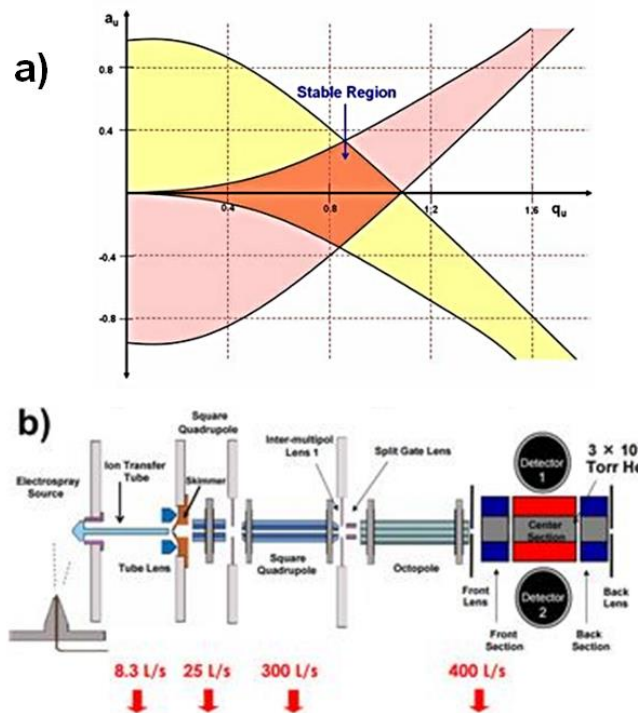 a)
a_u
0.8
0.4
-0.4
-0.8
Stable Region
0.4
0.8
1.2
1.6
q_u
b)
Electrospray
Source
Ion Transfer
Tube
Tube Lens
Skimmer
Square
Quadrupole
Square
Quadrupole
Inter-multipol
Lens 1
Split Gate Lens
Octopole
Front
Lens
Front
Section
Detector
1
Center
Section
Detector
2
Back
Section
Back
Lens
3 × 10
Torr He
8.3 L/s
25 L/s
300 L/s
400 L/s